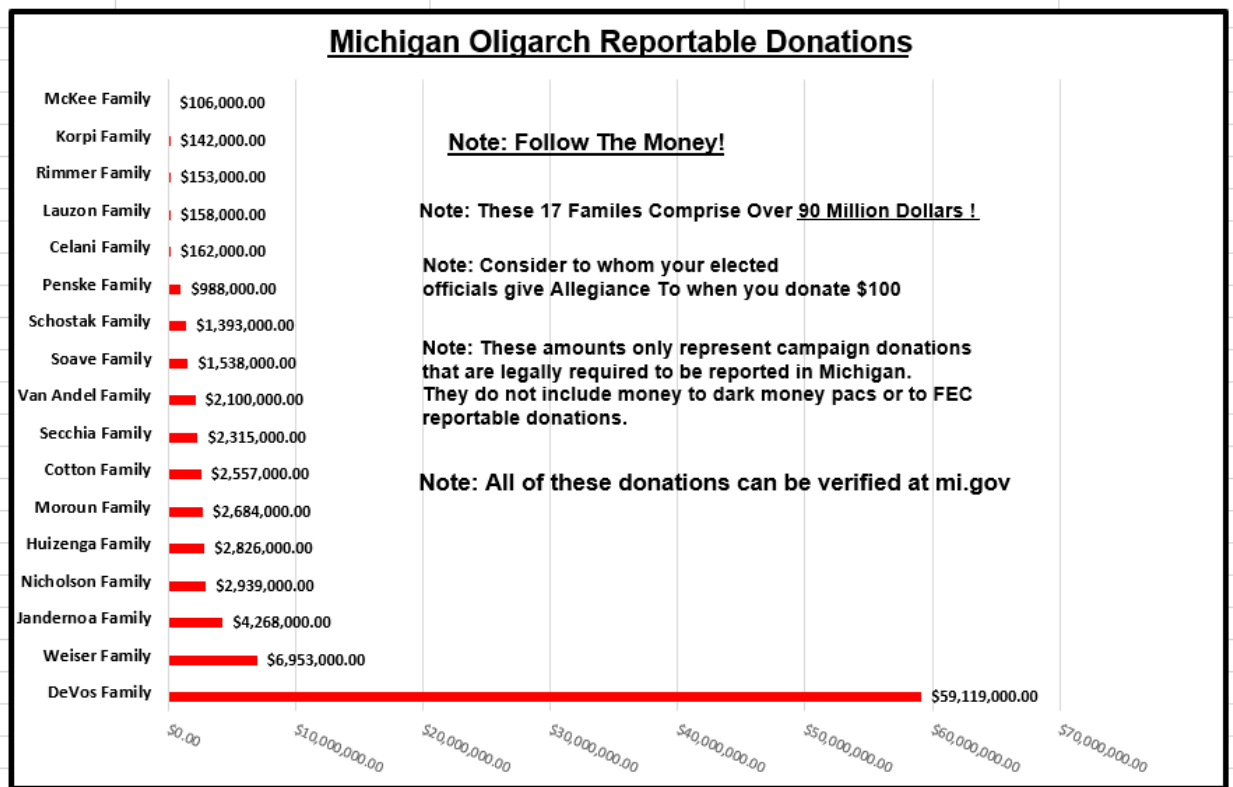 Michigan Oligarch Reportable Donations
McKee Family $106,000.00
Korpi Family $142,000.00
Rimmer Family $153,000.00
Lauzon Family $158,000.00
Celani Family $162,000.00
Penske Family $988,000.00
Schostak Family $1,393,000.00
Soave Family $1,538,000.00
Van Andel Family $2,100,000.00
Secchia Family $2,315,000.00
Cotton Family $2,557,000.00
Moroun Family $2,684,000.00
Huizenga Family $2,826,000.00
Nicholson Family $2,939,000.00
Jandernoa Family $4,268,000.00
Weiser Family $6,953,000.00
DeVos Family $59,119,000.00
$0.00 $10,000,000.00 $20,000,000.00 $30,000,000.00 $40,000,000.00 $50,000,000.00 $60,000,000.00 $70,000,000.00
Note: Follow The Money!
Note: These 17 Familes Comprise Over 90 Million Dollars !
Note: Consider to whom your elected
officials give Allegiance To when you donate $100
Note: These amounts only represent campaign donations
that are legally required to be reported in Michigan.
They do not include money to dark money pacs or to FEC
reportable donations.
Note: All of these donations can be verified at mi.gov